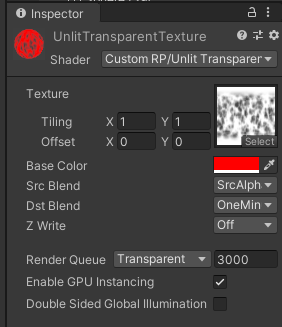 Inspector
UnlitTransparentTexture
Shader Custom RP/Unlit Transparer
Texture
Tiling X 1 Y 1
Offset X 0 Y 0
Select
Base Color
Src Blend SrcAlph
Dst Blend OneMin
Z Write Off
Render Queue Transparent 3000
Enable GPU Instancing
Double Sided Global Illumination